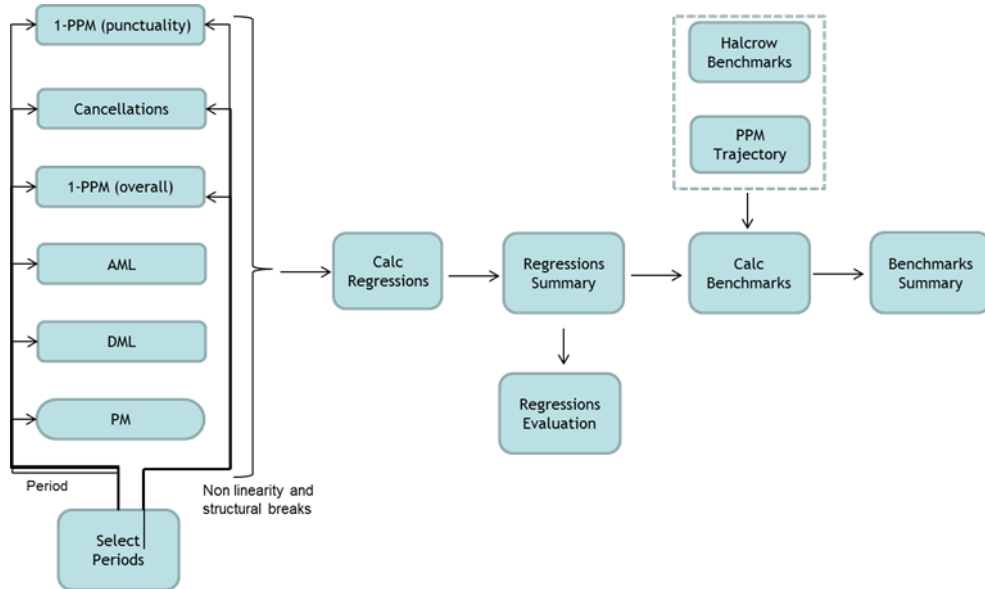 1-PPM (punctuality)
Cancellations
1-PPM (overall)
AML
DML
PM
Period
Select
Periods
Non linearity and
structural breaks
Calc
Regressions
Regressions
Summary
Regressions
Evaluation
Halcrow
Benchmarks
PPM
Trajectory
Calc
Benchmarks
Benchmarks
Summary